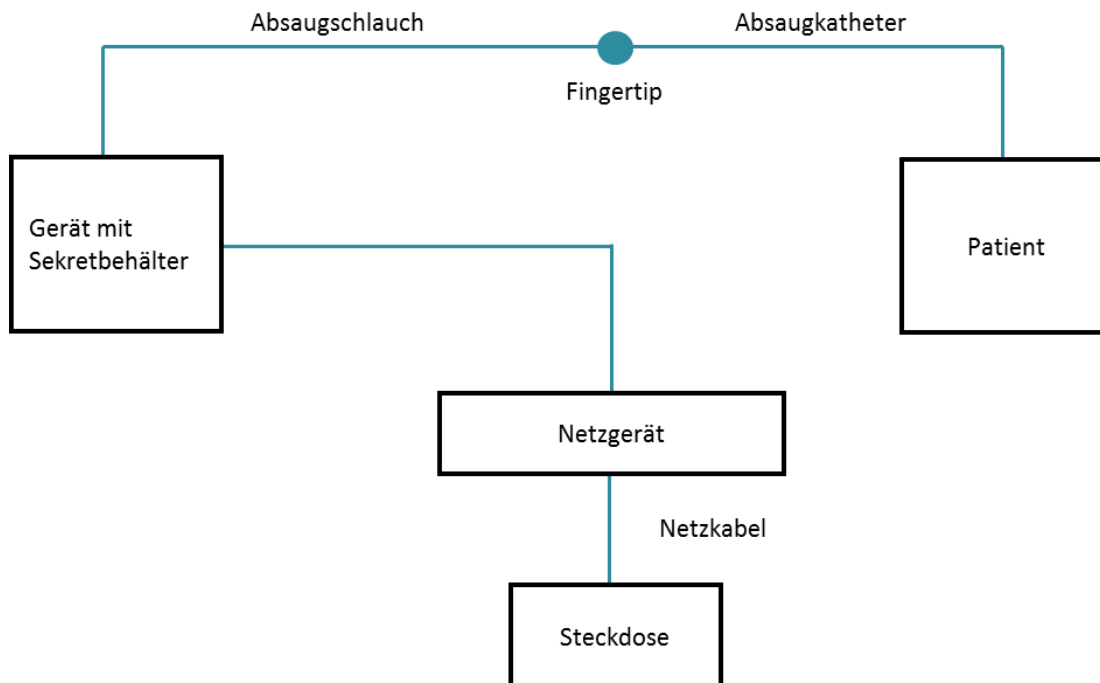 Absaugschlauch
Absaugkatheter
Fingertip
Gerät mit
Sekretbehälter
Patient
Netzgerät
Netzkabel
Steckdose